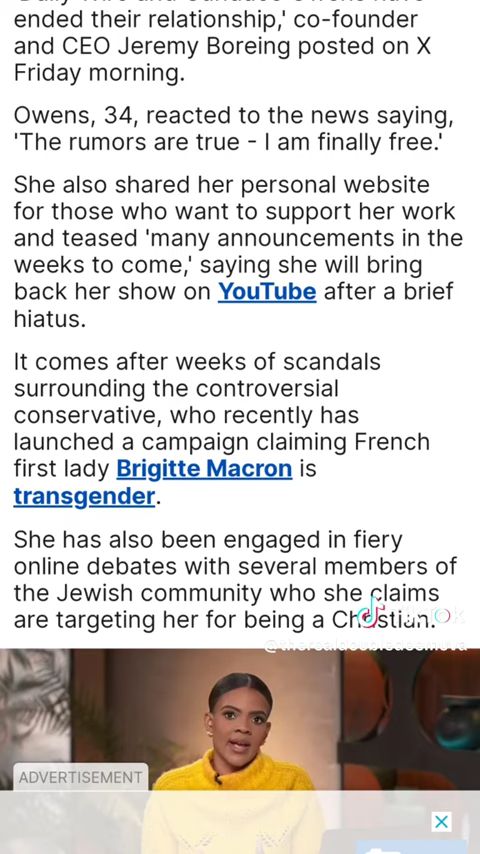 ended their relationship,' co-founder
and CEO Jeremy Boreing posted on X
Friday morning.
Owens, 34, reacted to the news saying,
'The rumors are true - I am finally free.'
She also shared her personal website
for those who want to support her work
and teased 'many announcements in the
weeks to come,' saying she will bring
back her show on YouTube after a brief
hiatus.
It comes after weeks of scandals
surrounding the controversial
conservative, who recently has
launched a campaign claiming French
first lady Brigitte Macron is
transgender.
She has also been engaged in fiery
online debates with several members of
the Jewish community who she claims
are targeting her for being a Christian.
ADVERTISEMENT